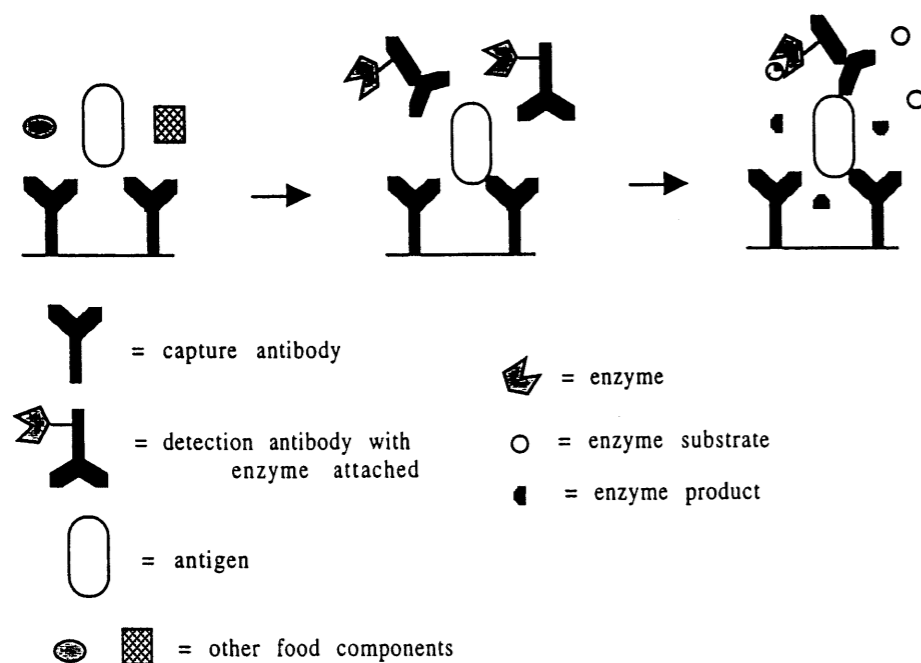 = capture antibody
= detection antibody with
enzyme attached
= antigen
= other food components
= enzyme
= enzyme substrate
= enzyme product